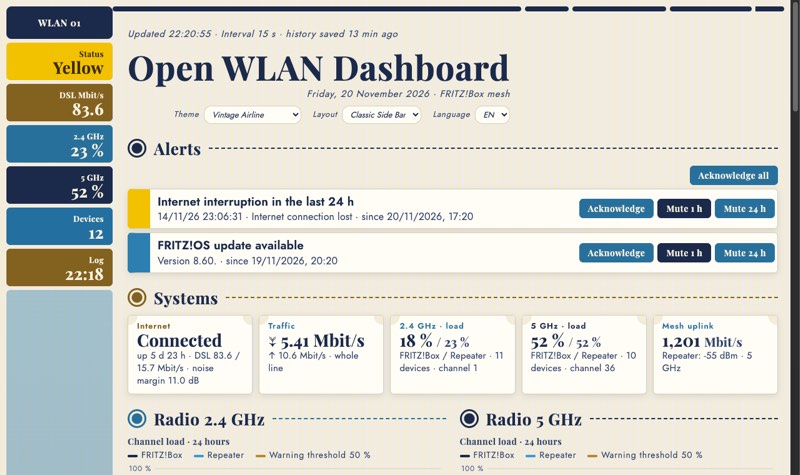 WLAN 01
Status
Yellow
DSL Mbit/s
83.6
2.4 GHz
23 %
5 GHz
52 %
Devices
12
Log
22:18
Updated 22:20:55 · Interval 15 s · history saved 13 min ago
Open WLAN Dashboard
Friday, 20 November 2026 · FRITZ!Box mesh
Theme Vintage Airline Layout Classic Side Bar Language EN
Alerts
Acknowledge all
Internet interruption in the last 24 h
14/11/26 23:06:31 · Internet connection lost · since 20/11/2026, 17:20
Acknowledge Mute 1 h Mute 24 h
FRITZ!OS update available
Version 8.60. · since 19/11/2026, 20:20
Acknowledge Mute 1 h Mute 24 h
Systems
Internet
Connected
up 5 d 23 h · DSL 83.6 /
15.7 Mbit/s · noise
margin 11.0 dB
Traffic
↓ 5.41 Mbit/s
↑ 10.6 Mbit/s · whole
line
2.4 GHz · load
18 % / 23 %
FRITZ!Box / Repeater · 11
devices · channel 1
5 GHz · load
52 % / 52 %
FRITZ!Box / Repeater · 10
devices · channel 36
Mesh uplink
1,201 Mbit/s
Repeater: -55 dBm · 5
GHz
Radio 2.4 GHz
Channel load · 24 hours
FRITZ!Box Repeater Warning threshold 50 %
100 %
Radio 5 GHz
Channel load · 24 hours
FRITZ!Box Repeater Warning threshold 50 %
100 %